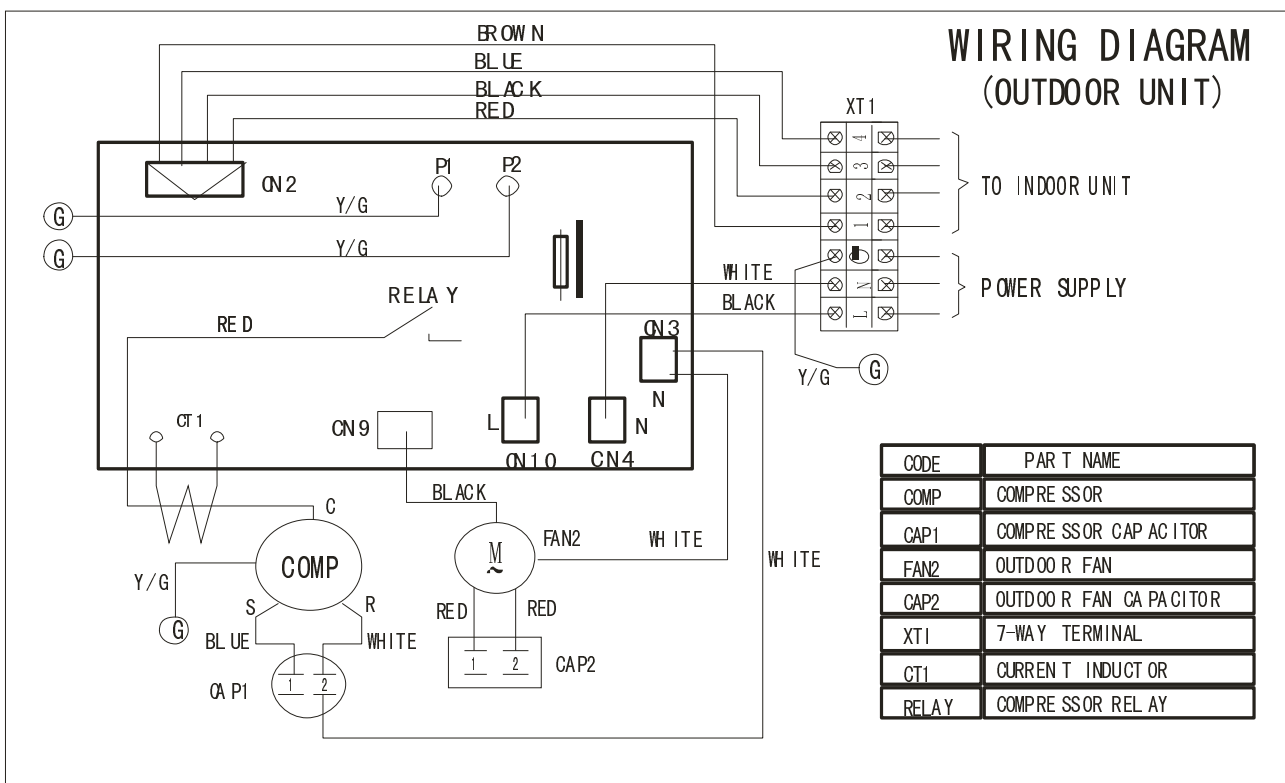 WIRING DIAGRAM
(OUTDOOR UNIT)
BROWN
BLUE
BLACK
RED
XT1
4
3
2
1
N
L
TO INDOOR UNIT
POWER SUPPLY
CN2
P1
P2
G
Y/G
G
Y/G
WHITE
BLACK
RELAY
RED
CN3
N
Y/G
G
CT1
CN9
L
CN10
N
CN4
BLACK
C
COMP
Y/G
G
S
R
BLUE
WHITE
CAP1
1
2
M
~
FAN2
WHITE
WHITE
RED
RED
1
2
CAP2
CODE PART NAME
COMP COMPRESSOR
CAP1 COMPRESSOR CAPACITOR
FAN2 OUTDOOR FAN
CAP2 OUTDOOR FAN CAPACITOR
XTI 7-WAY TERMINAL
CT1 CURRENT INDUCTOR
RELAY COMPRESSOR RELAY